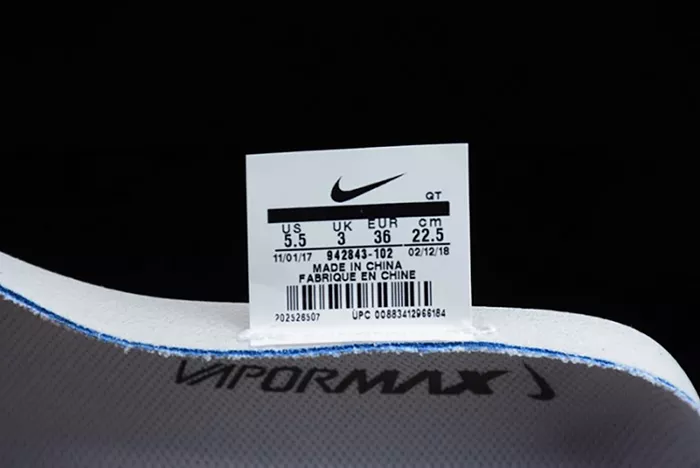 QT
US UK EUR cm
5.5 3 36 22.5
11/01/17 942843-102 02/12/18
MADE IN CHINA
FABRIQUE EN CHINE
P02526507 UPC 00883412966184
VAPORMAX